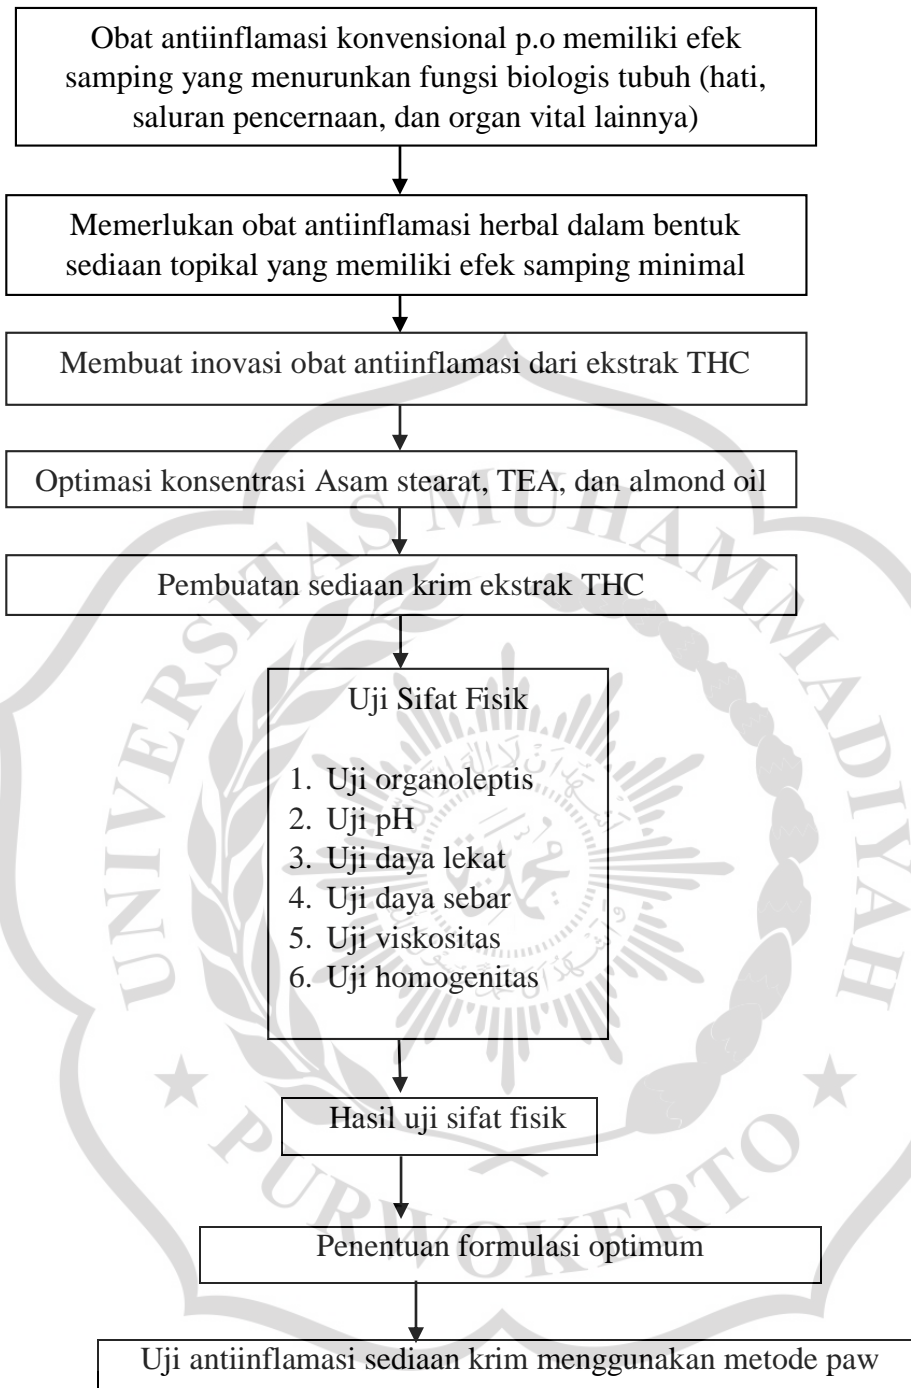 Obat antiinflamasi konvensional p.o memiliki efek
samping yang menurunkan fungsi biologis tubuh (hati,
saluran pencernaan, dan organ vital lainnya)
Memerlukan obat antiinflamasi herbal dalam bentuk
sediaan topikal yang memiliki efek samping minimal
Membuat inovasi obat antiinflamasi dari ekstrak THC
Optimasi konsentrasi Asam stearat, TEA, dan almond oil
Pembuatan sediaan krim ekstrak THC
Uji Sifat Fisik
1. Uji organoleptis
2. Uji pH
3. Uji daya lekat
4. Uji daya sebar
5. Uji viskositas
6. Uji homogenitas
Hasil uji sifat fisik
Penentuan formulasi optimum
Uji antiinflamasi sediaan krim menggunakan metode paw
UNIVERSITAS MUHAMMADIYAH
PURWOKERTO